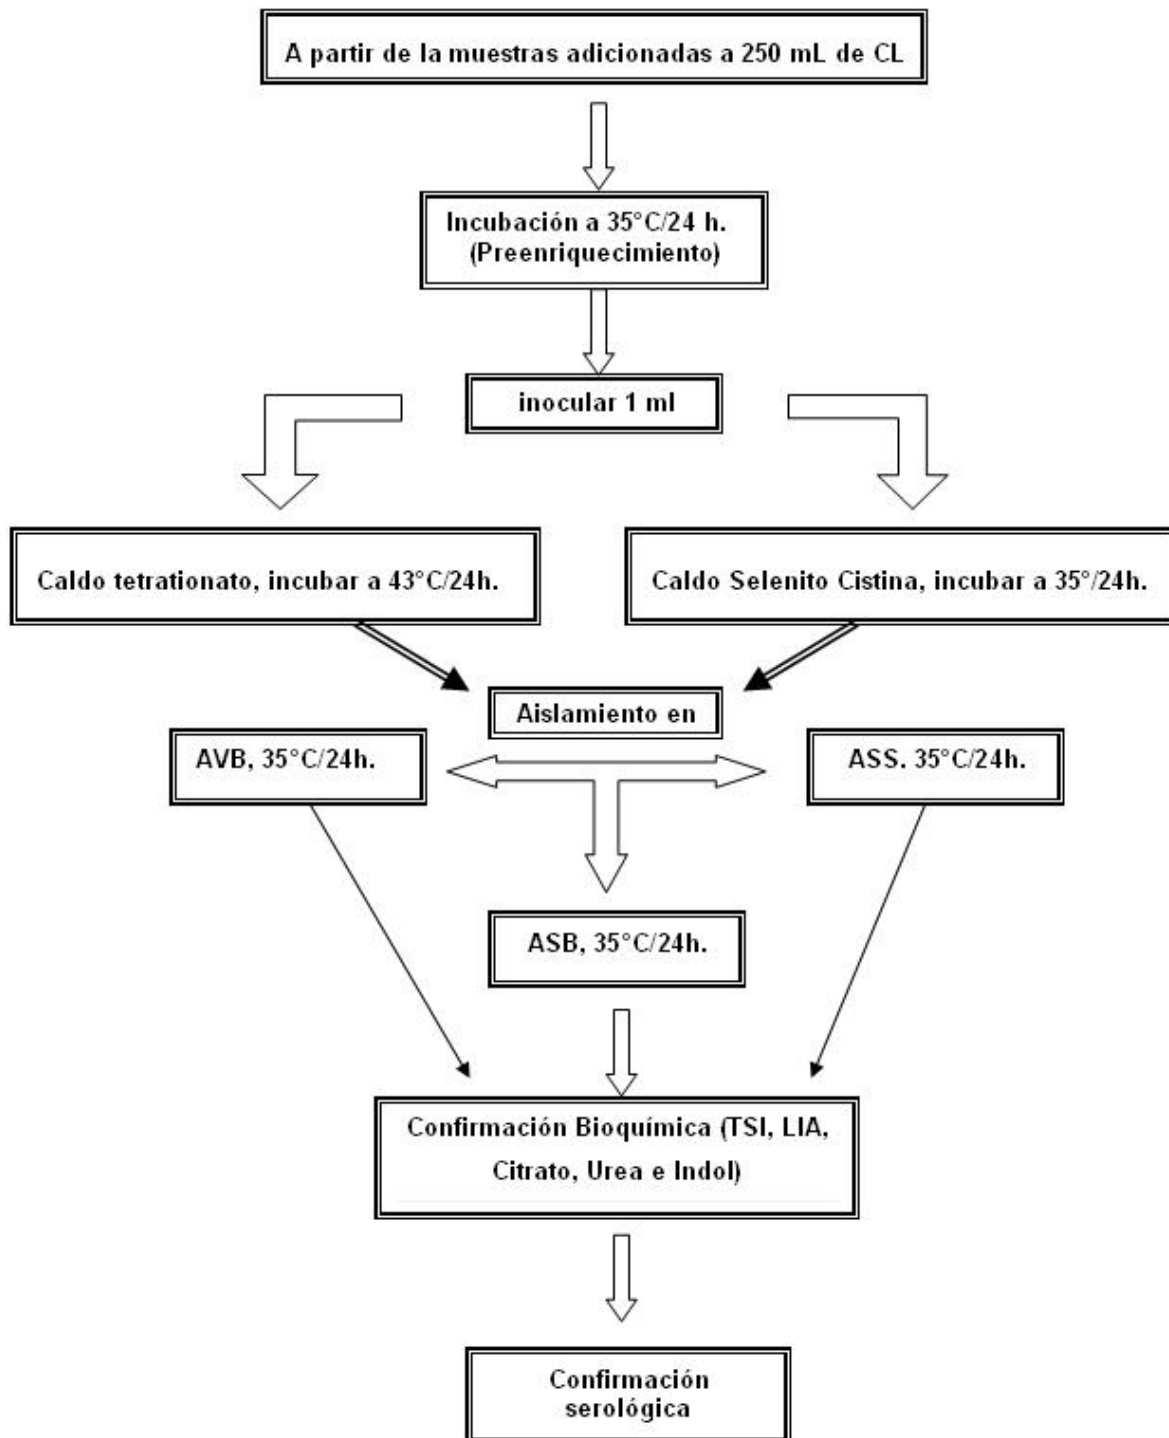 A partir de la muestras adicionadas a 250 mL de CL
Incubación a 35°C/24 h.
(Preenriquecimiento)
inocular 1 ml
Caldo tetrationato, incubar a 43°C/24h.
Caldo Selenito Cistina, incubar a 35°/24h.
Aislamiento en
AVB, 35°C/24h.
ASS. 35°C/24h.
ASB, 35°C/24h.
Confirmación Bioquímica (TSI, LIA,
Citrato, Urea e Indol)
Confirmación
serológica